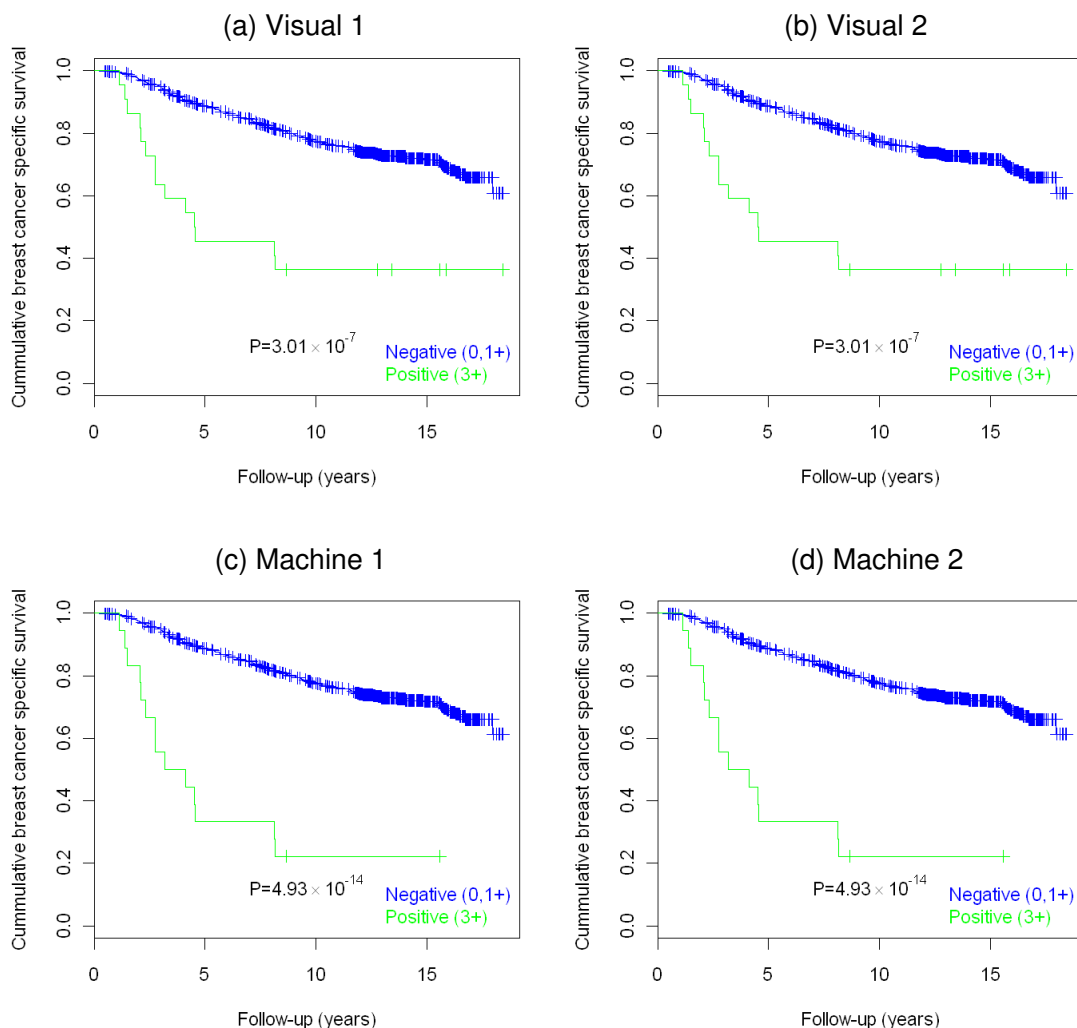 (a) Visual 1
Cummulative breast cancer specific survival
1.0
0.8
0.6
0.4
0.2
0.0
P=3.01 × 10^-7
Negative (0,1+)
Positive (3+)
0 5 10 15
Follow-up (years)
(b) Visual 2
Cummulative breast cancer specific survival
1.0
0.8
0.6
0.4
0.2
0.0
P=3.01 × 10^-7
Negative (0,1+)
Positive (3+)
0 5 10 15
Follow-up (years)
(c) Machine 1
Cummulative breast cancer specific survival
1.0
0.8
0.6
0.4
0.2
0.0
P=4.93 × 10^-14
Negative (0,1+)
Positive (3+)
0 5 10 15
Follow-up (years)
(d) Machine 2
Cummulative breast cancer specific survival
1.0
0.8
0.6
0.4
0.2
0.0
P=4.93 × 10^-14
Negative (0,1+)
Positive (3+)
0 5 10 15
Follow-up (years)